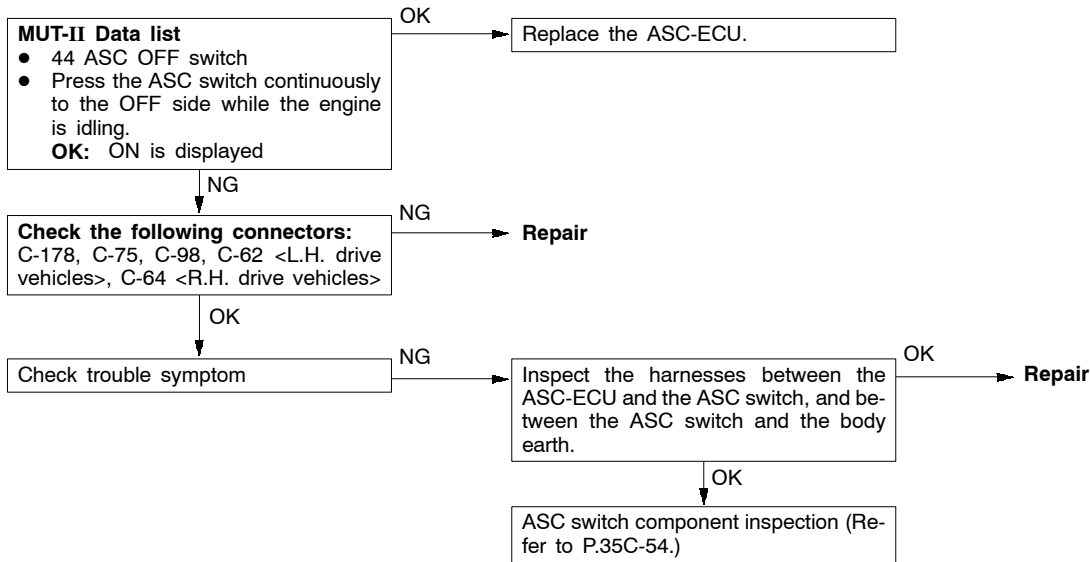 MUT-II Data list
● 44 ASC OFF switch
● Press the ASC switch continuously
to the OFF side while the engine
is idling.
OK: ON is displayed
OK
Replace the ASC-ECU.
NG
Check the following connectors:
C-178, C-75, C-98, C-62 <L.H. drive
vehicles>, C-64 <R.H. drive vehicles>
NG
Repair
OK
Check trouble symptom
NG
Inspect the harnesses between the
ASC-ECU and the ASC switch, and be-
tween the ASC switch and the body
earth.
OK
Repair
OK
ASC switch component inspection (Re-
fer to P.35C-54.)